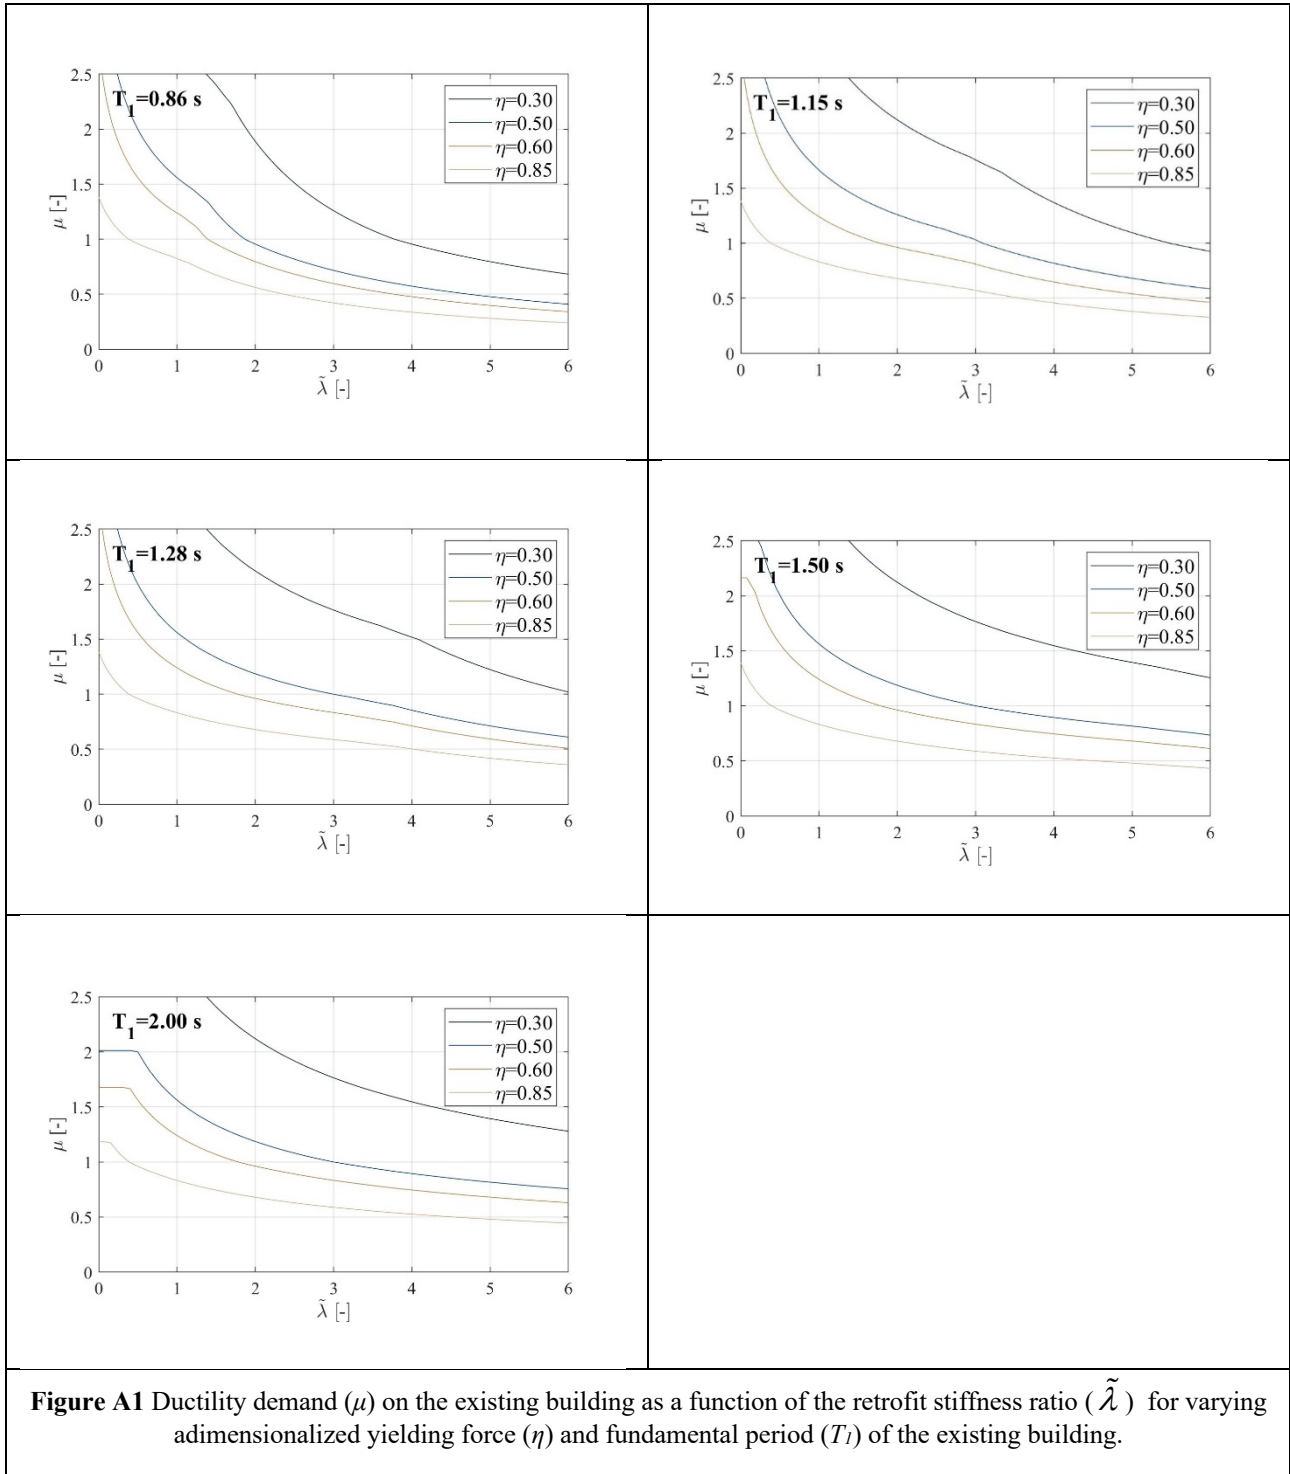 T1=0.86 s
η=0.30
η=0.50
η=0.60
η=0.85
2.5
2
1.5
1
0.5
0
μ [-]
0 1 2 3 4 5 6
λ̃ [-]
T1=1.15 s
η=0.30
η=0.50
η=0.60
η=0.85
2.5
2
1.5
1
0.5
0
μ [-]
0 1 2 3 4 5 6
λ̃ [-]
T1=1.28 s
η=0.30
η=0.50
η=0.60
η=0.85
2.5
2
1.5
1
0.5
0
μ [-]
0 1 2 3 4 5 6
λ̃ [-]
T1=1.50 s
η=0.30
η=0.50
η=0.60
η=0.85
2.5
2
1.5
1
0.5
0
μ [-]
0 1 2 3 4 5 6
λ̃ [-]
T1=2.00 s
η=0.30
η=0.50
η=0.60
η=0.85
2.5
2
1.5
1
0.5
0
μ [-]
0 1 2 3 4 5 6
λ̃ [-]
Figure A1 Ductility demand (μ) on the existing building as a function of the retrofit stiffness ratio ( λ̃ ) for varying
adimensionalized yielding force (η) and fundamental period (T1) of the existing building.